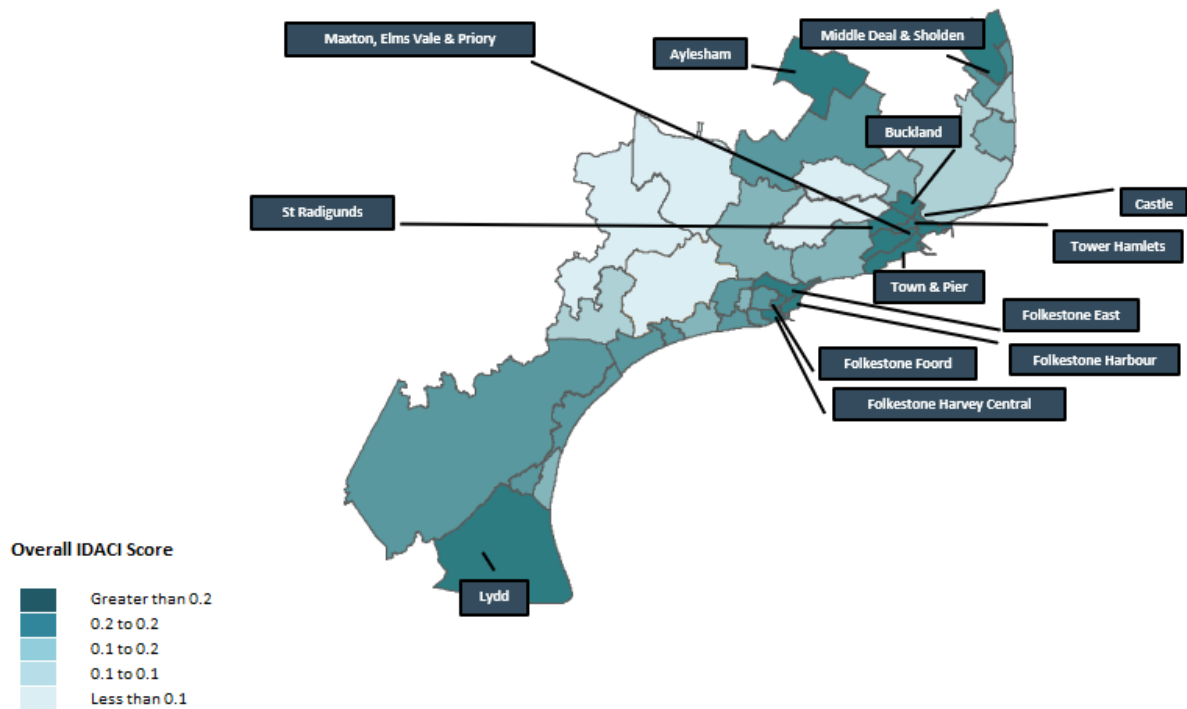 Maxton, Elms Vale & Priory
Middle Deal & Sholden
Aylesham
Buckland
Castle
St Radigunds
Tower Hamlets
Town & Pier
Folkestone East
Folkestone Harbour
Folkestone Foord
Folkestone Harvey Central
Overall IDACI Score
Greater than 0.2
0.2 to 0.2
0.1 to 0.2
0.1 to 0.1
Less than 0.1
Lydd